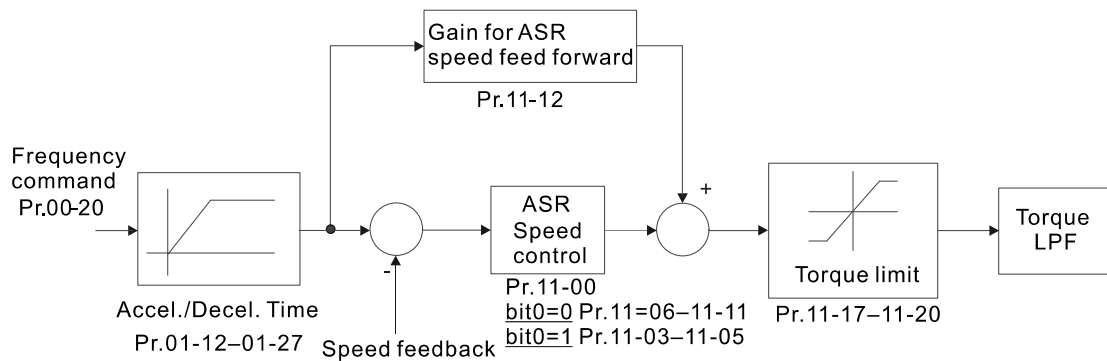 Gain for ASR
speed feed forward
Pr.11-12
Frequency
command
Pr.00-20
+
ASR
Speed
control
Torque
LPF
-
Torque limit
Accel./Decel. Time
Pr.01-12–01-27
Speed feedback
Pr.11-00
bit0=0 Pr.11=06–11-11
bit0=1 Pr.11-03–11-05
Pr.11-17–11-20